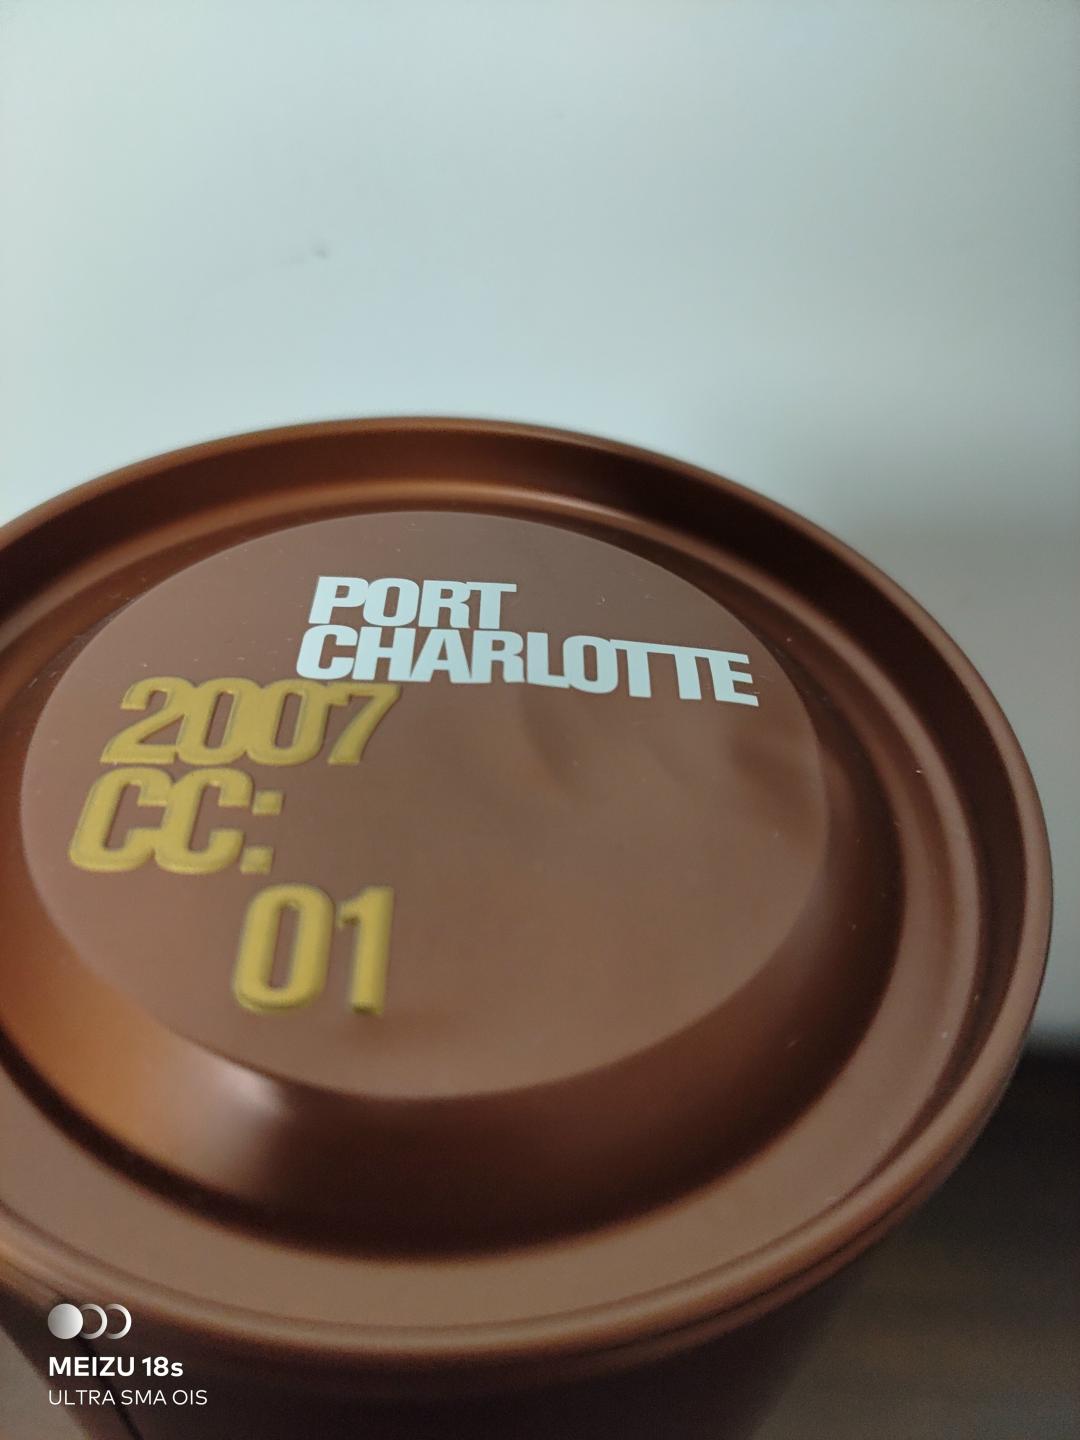 PORT
CHARLOTTE
2007
CC:
01
MEIZU 18s
ULTRA SMA OIS